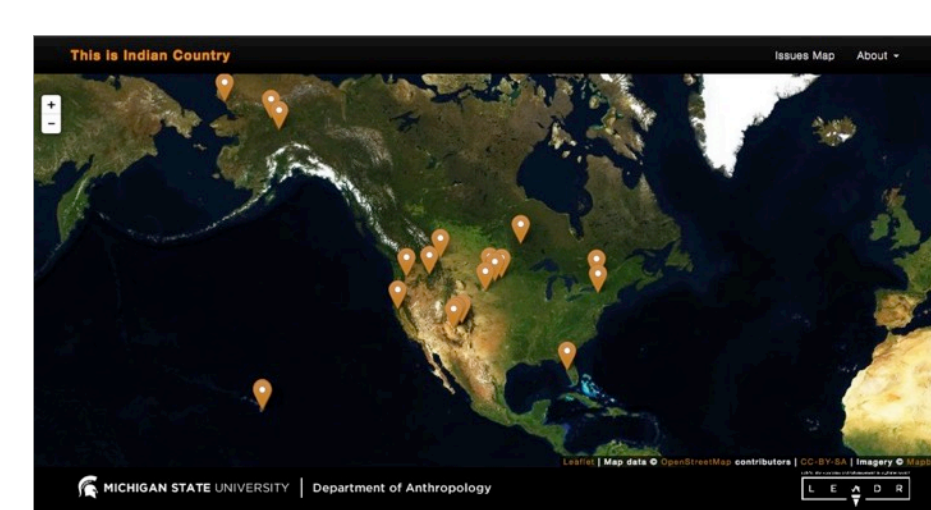 This is Indian Country
Issues Map About
+
−
Leaflet | Map data © OpenStreetMap contributors | CC-BY-SA | Imagery © Mapb
MICHIGAN STATE UNIVERSITY | Department of Anthropology
L E A D R